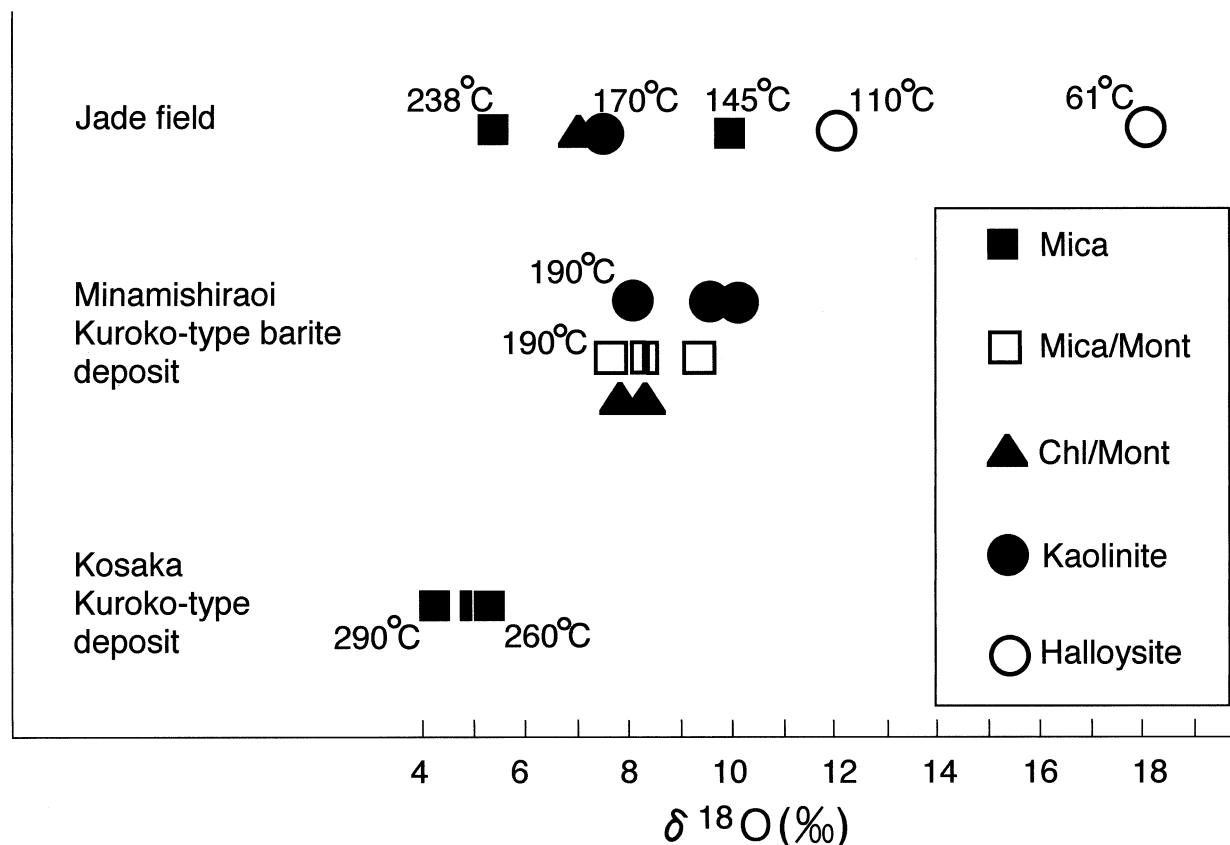 Jade field
238°C
170°C
145°C
110°C
61°C
Minamishiraoi
Kuroko-type barite
deposit
190°C
190°C
Kosaka
Kuroko-type
deposit
290°C
260°C
Mica
Mica/Mont
Chl/Mont
Kaolinite
Halloysite
4 6 8 10 12 14 16 18
δ ¹⁸O (‰)